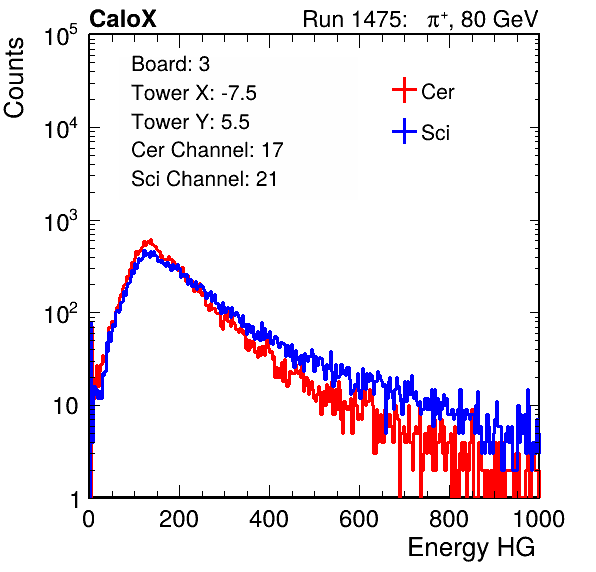 CaloX Run 1475: π⁺, 80 GeV
Counts
10⁵
10⁴
10³
10²
10
1
Board: 3
Tower X: -7.5
Tower Y: 5.5
Cer Channel: 17
Sci Channel: 21
Cer
Sci
0 200 400 600 800 1000
Energy HG